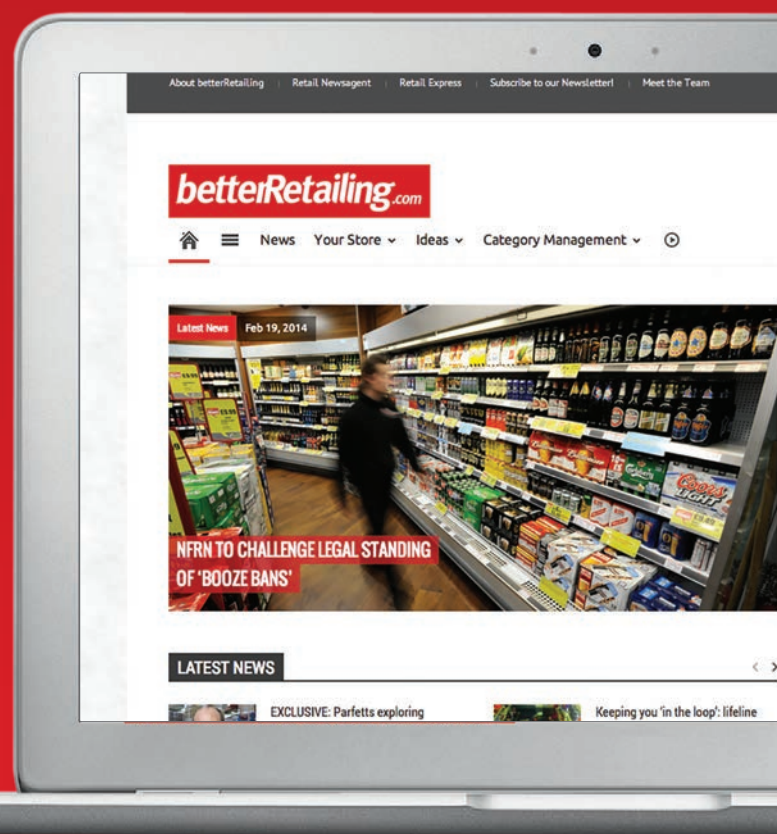 About betterRetailing | Retail Newsagent | Retail Express | Subscribe to our Newsletter! | Meet the Team
betterRetailing.com
News Your Store Ideas Category Management
Latest News Feb 19, 2014
NFRN TO CHALLENGE LEGAL STANDING
OF 'BOOZE BANS'
COORS
LIGHT
LATEST NEWS
EXCLUSIVE: Parfetts exploring
Keeping you 'in the loop': lifeline